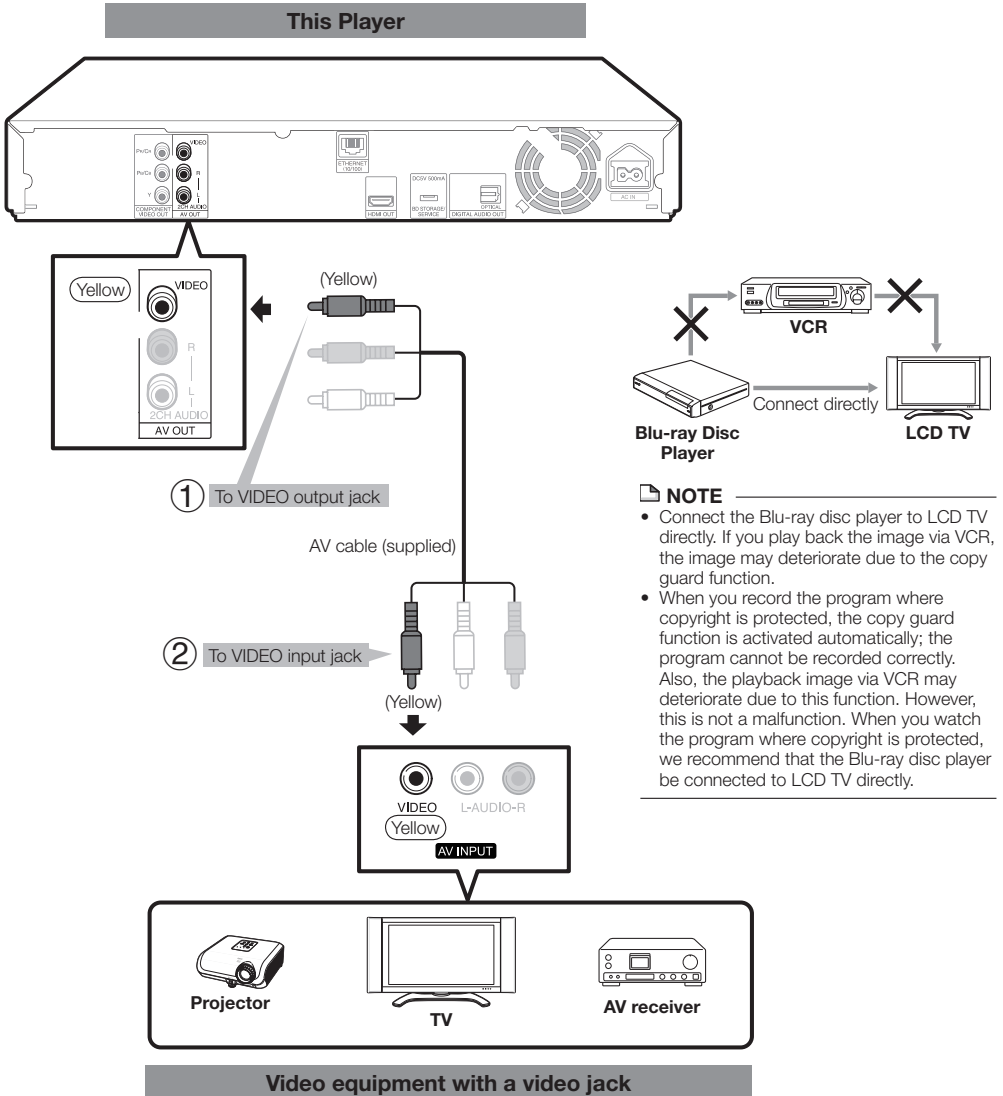 This Player
VIDEO
PR/CR
PB/CB
R
Y
L
2CH AUDIO
COMPONENT
VIDEO OUT
AV OUT
ETHERNET
(10/100)
HDMI OUT
DC5V 500mA
BD STORAGE/
SERVICE
OPTICAL
DIGITAL AUDIO OUT
AC IN
Yellow
VIDEO
R
L
2CH AUDIO
AV OUT
(Yellow)
① To VIDEO output jack
AV cable (supplied)
② To VIDEO input jack
(Yellow)
VIDEO
L-AUDIO-R
Yellow
AV INPUT
Projector
TV
AV receiver
Video equipment with a video jack
VCR
Connect directly
Blu-ray Disc
Player
LCD TV
NOTE
• Connect the Blu-ray disc player to LCD TV
directly. If you play back the image via VCR,
the image may deteriorate due to the copy
guard function.
• When you record the program where
copyright is protected, the copy guard
function is activated automatically; the
program cannot be recorded correctly.
Also, the playback image via VCR may
deteriorate due to this function. However,
this is not a malfunction. When you watch
the program where copyright is protected,
we recommend that the Blu-ray disc player
be connected to LCD TV directly.